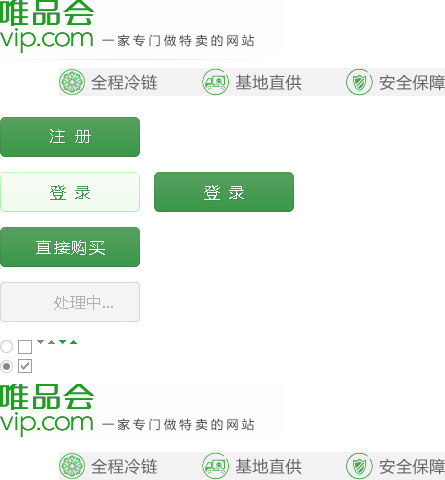 唯品会
vip.com 一家专门做特卖的网站
全程冷链 基地直供 安全保障
注 册
登 录 登 录
直接购买
处理中...
唯品会
vip.com 一家专门做特卖的网站
全程冷链 基地直供 安全保障